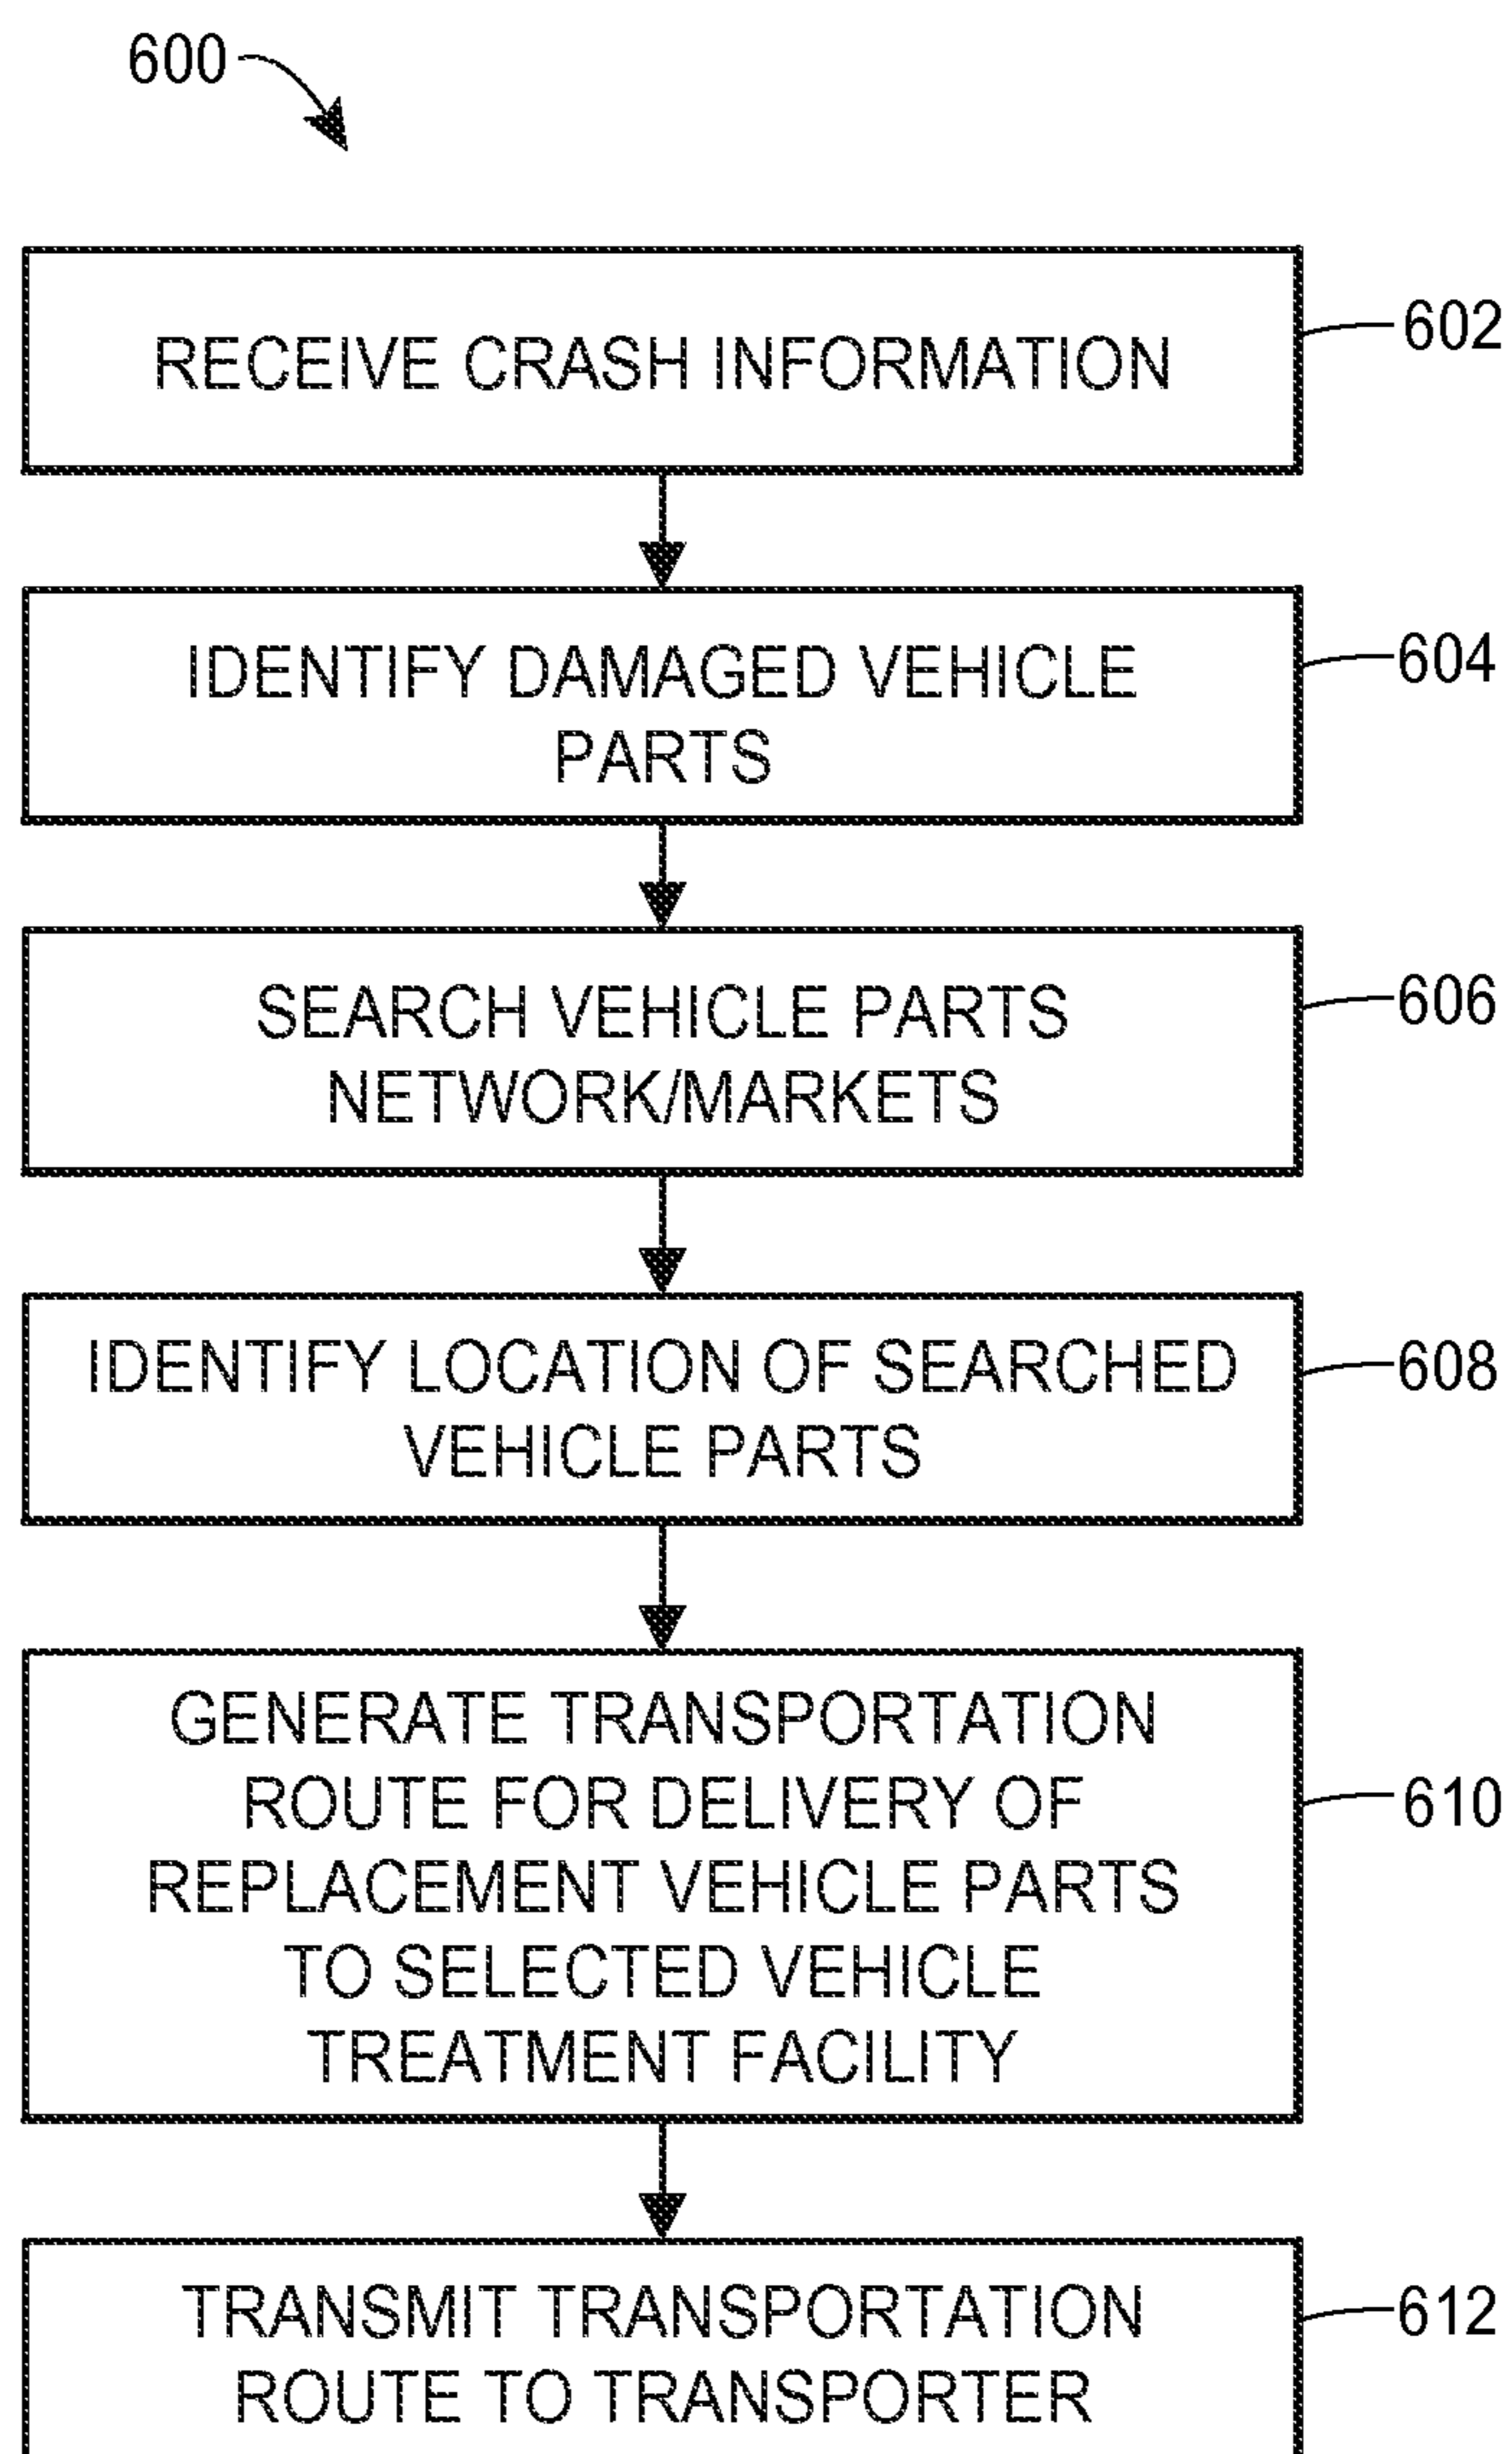 600
RECEIVE CRASH INFORMATION
602
IDENTIFY DAMAGED VEHICLE
PARTS
604
SEARCH VEHICLE PARTS
NETWORK/MARKETS
606
IDENTIFY LOCATION OF SEARCHED
VEHICLE PARTS
608
GENERATE TRANSPORTATION
ROUTE FOR DELIVERY OF
REPLACEMENT VEHICLE PARTS
TO SELECTED VEHICLE
TREATMENT FACILITY
610
TRANSMIT TRANSPORTATION
ROUTE TO TRANSPORTER
612